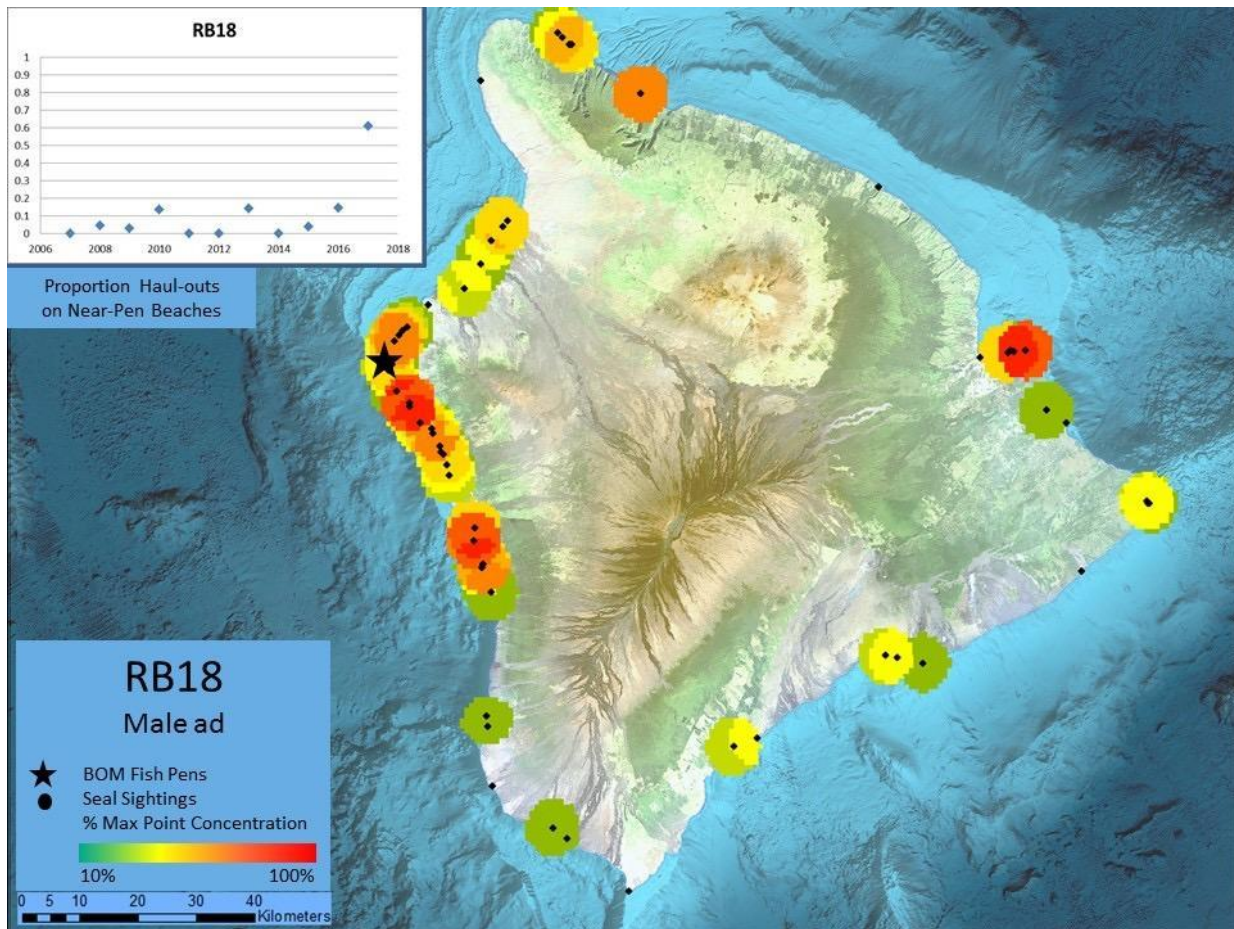 RB18
1
0.9
0.8
0.7
0.6
0.5
0.4
0.3
0.2
0.1
0
2006 2008 2010 2012 2014 2016 2018
Proportion Haul-outs
on Near-Pen Beaches
RB18
Male ad
BOM Fish Pens
Seal Sightings
% Max Point Concentration
10% 100%
0 5 10 20 30 40
Kilometers